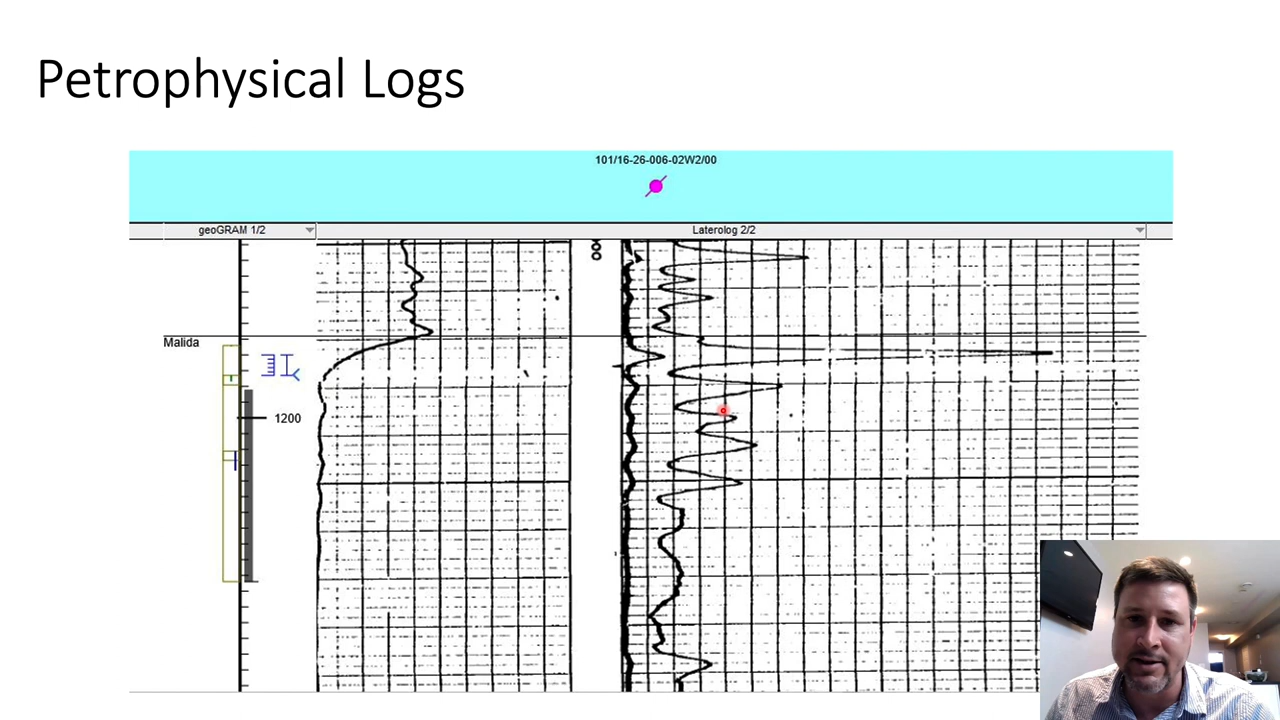 Petrophysical Logs
101/16-26-006-02W2/00
geoGRAM 1/2
Laterolog 2/2
Malida
1200